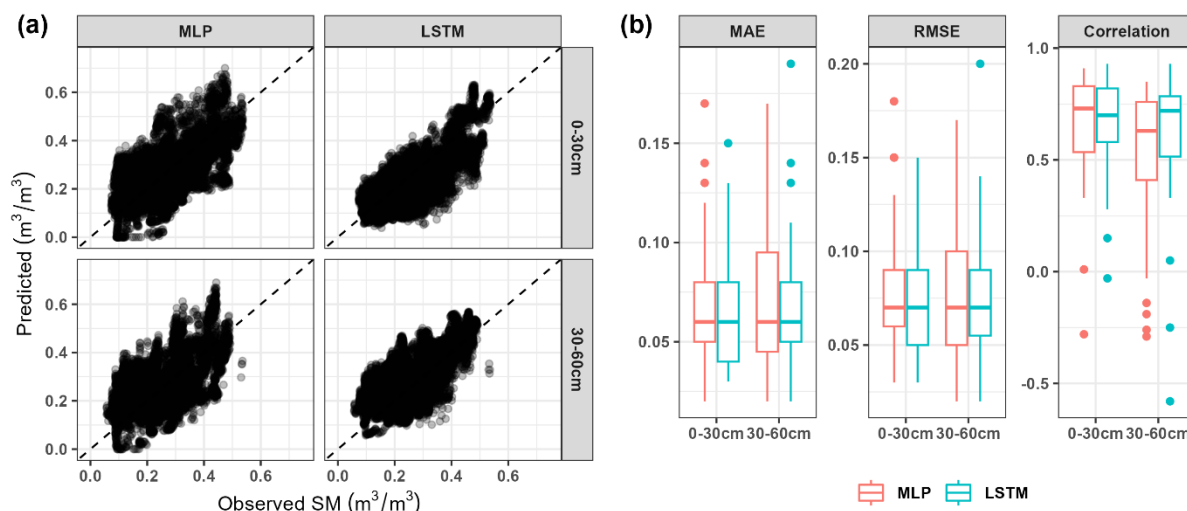 (a)
MLP
LSTM
0-30cm
30-60cm
0.6
0.4
0.2
0.0
0.6
0.4
0.2
0.0
0.0
0.2
0.4
0.6
0.0
0.2
0.4
0.6
Predicted (m³/m³)
Observed SM (m³/m³)
(b)
MAE
RMSE
Correlation
0.15
0.10
0.05
0.20
0.15
0.10
0.05
1.0
0.5
0.0
-0.5
0-30cm 30-60cm
0-30cm 30-60cm
0-30cm 30-60cm
MLP
LSTM